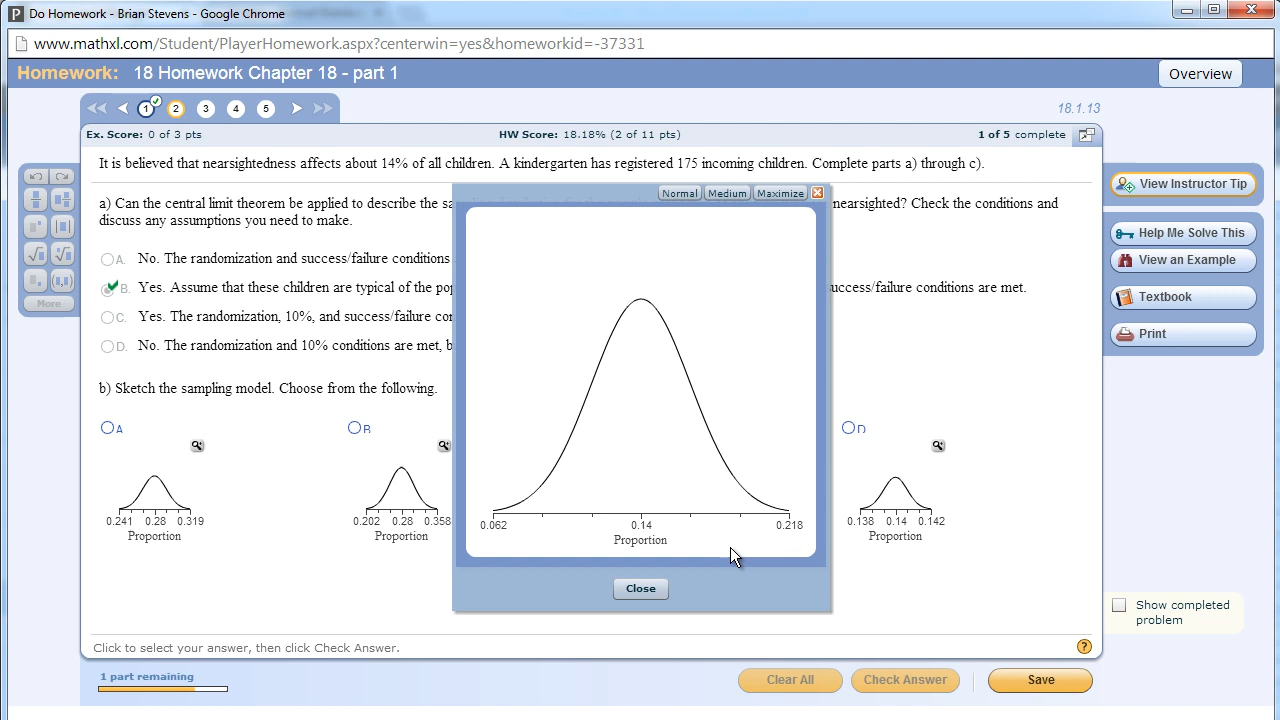 Do Homework - Brian Stevens - Google Chrome
www.mathxl.com/Student/PlayerHomework.aspx?centerwin=yes&homeworkid=-37331
Homework: 18 Homework Chapter 18 - part 1
Overview
1 2 3 4 5
18.1.13
Ex. Score: 0 of 3 pts
HW Score: 18.18% (2 of 11 pts)
1 of 5 complete
It is believed that nearsightedness affects about 14% of all children. A kindergarten has registered 175 incoming children. Complete parts a) through c).
Normal Medium Maximize
a) Can the central limit theorem be applied to describe the sa nearsighted? Check the conditions and
discuss any assumptions you need to make.
A. No. The randomization and success/failure conditions
B. Yes. Assume that these children are typical of the pop success/failure conditions are met.
C. Yes. The randomization, 10%, and success/failure con
D. No. The randomization and 10% conditions are met, b
b) Sketch the sampling model. Choose from the following.
A
B
D
0.241 0.28 0.319
Proportion
0.202 0.28 0.358
Proportion
0.062 0.14 0.218
Proportion
0.138 0.14 0.142
Proportion
Close
More
View Instructor Tip
Help Me Solve This
View an Example
Textbook
Print
Show completed
problem
Click to select your answer, then click Check Answer.
?
1 part remaining
Clear All
Check Answer
Save